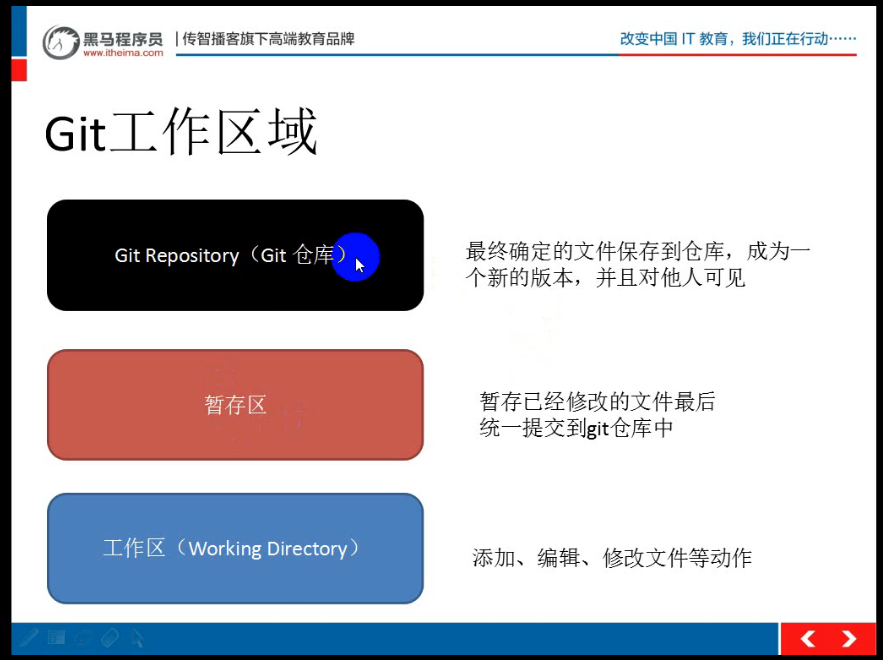 黑马程序员
www.itheima.com
传智播客旗下高端教育品牌
改变中国 IT 教育，我们正在行动……
Git工作区域
Git Repository（Git 仓库）
最终确定的文件保存到仓库，成为一
个新的版本，并且对他人可见
暂存区
暂存已经修改的文件最后
统一提交到git仓库中
工作区（Working Directory）
添加、编辑、修改文件等动作